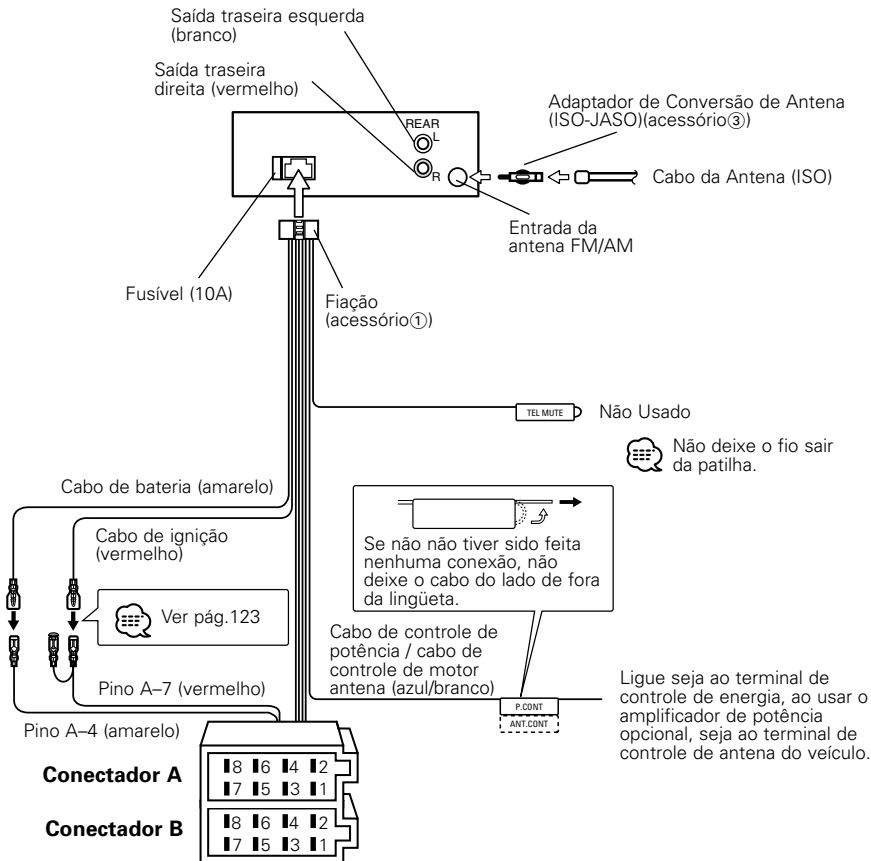 Saída traseira esquerda
(branco)
Saída traseira
direita (vermelho)
REAR
L
R
Adaptador de Conversão de Antena
(ISO-JASO)(acessório③)
Cabo da Antena (ISO)
Entrada da
antena FM/AM
Fusível (10A)
Fiação
(acessório①)
TEL MUTE
Não Usado
Não deixe o fio sair
da patilha.
Cabo de bateria (amarelo)
Cabo de ignição
(vermelho)
Se não não tiver sido feita
nenhuma conexão, não
deixe o cabo do lado de fora
da lingüeta.
Ver pág.123
Cabo de controle de
potência / cabo de
controle de motor
antena (azul/branco)
P.CONT
ANT.CONT
Ligue seja ao terminal de
controle de energia, ao usar o
amplificador de potência
opcional, seja ao terminal de
controle de antena do veículo.
Pino A–7 (vermelho)
Pino A–4 (amarelo)
Conectador A
8 6 4 2
7 5 3 1
Conectador B
8 6 4 2
7 5 3 1